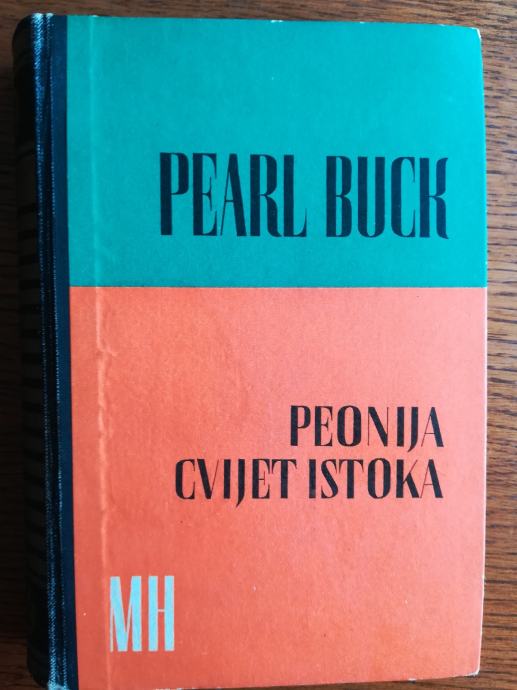 PEARL BUCK
PEONIJA
CVIJET ISTOKA
MH